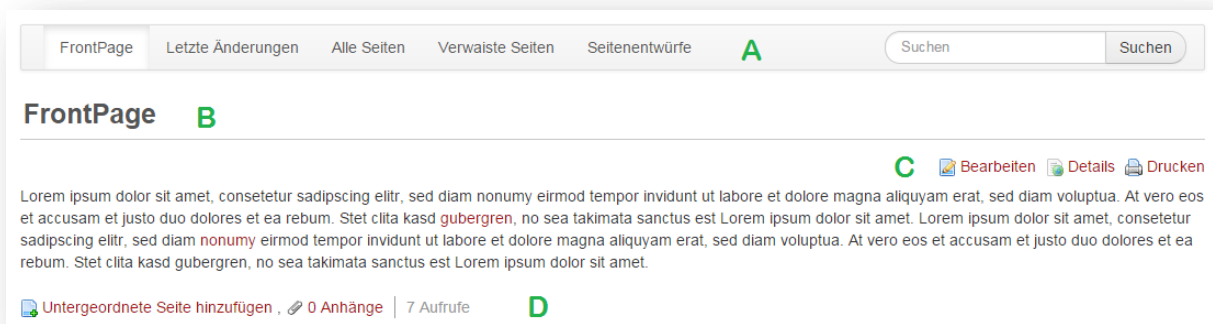 FrontPage Letzte Änderungen Alle Seiten Verwaiste Seiten Seitenentwürfe A Suchen Suchen
FrontPage B
C Bearbeiten Details Drucken
Lorem ipsum dolor sit amet, consetetur sadipscing elitr, sed diam nonumy eirmod tempor invidunt ut labore et dolore magna aliquyam erat, sed diam voluptua. At vero eos
et accusam et justo duo dolores et ea rebum. Stet clita kasd gubergren, no sea takimata sanctus est Lorem ipsum dolor sit amet. Lorem ipsum dolor sit amet, consetetur
sadipscing elitr, sed diam nonumy eirmod tempor invidunt ut labore et dolore magna aliquyam erat, sed diam voluptua. At vero eos et accusam et justo duo dolores et ea
rebum. Stet clita kasd gubergren, no sea takimata sanctus est Lorem ipsum dolor sit amet.
Untergeordnete Seite hinzufügen , 0 Anhänge | 7 Aufrufe D